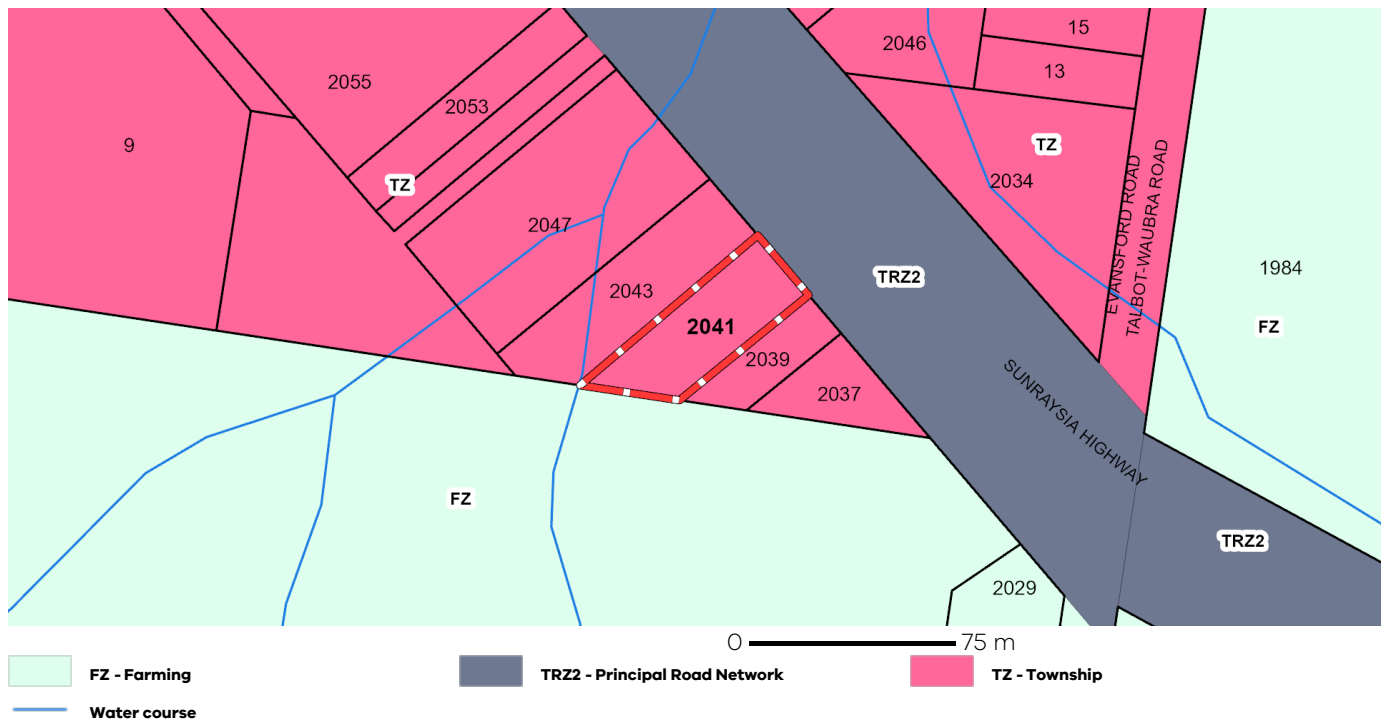 15
2046
13
2055
2053
9
TZ
TZ
2034
EVANSFORD ROAD
TALBOT-WAUBRA ROAD
2047
1984
TRZ2
2043
2041
FZ
2039
2037
SUNRAYSIA HIGHWAY
FZ
TRZ2
2029
0 75 m
FZ - Farming
TRZ2 - Principal Road Network
TZ - Township
Water course